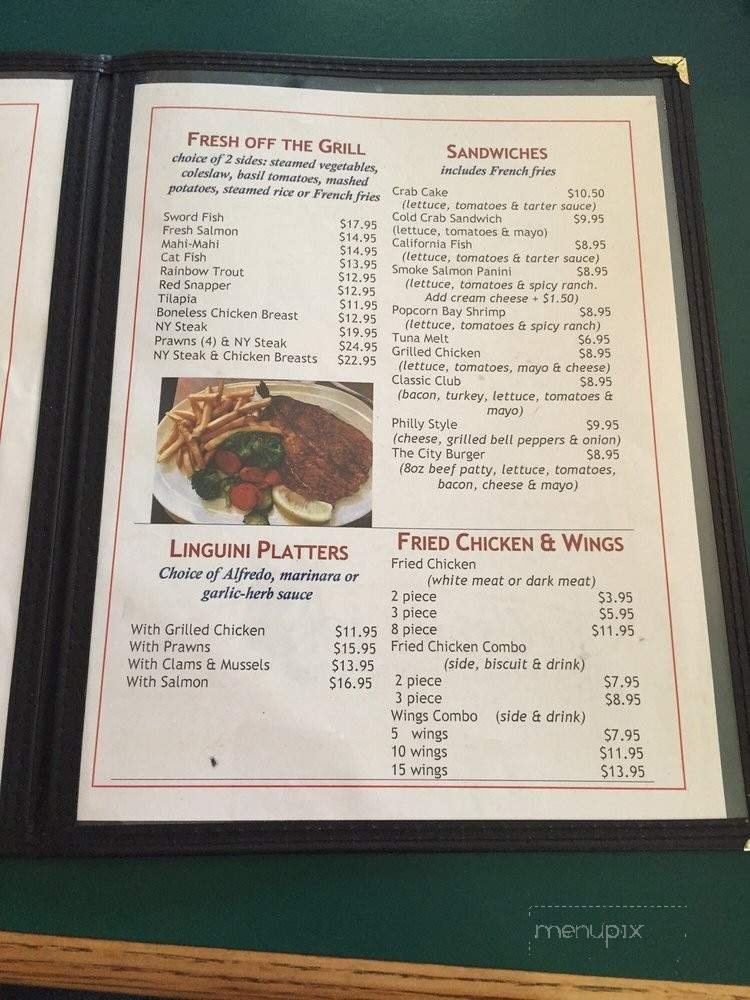 FRESH OFF THE GRILL
choice of 2 sides: steamed vegetables,
coleslaw, basil tomatoes, mashed
potatoes, steamed rice or French fries
Sword Fish $17.95
Fresh Salmon $14.95
Mahi-Mahi $14.95
Cat Fish $13.95
Rainbow Trout $12.95
Red Snapper $12.95
Tilapia $11.95
Boneless Chicken Breast $12.95
NY Steak $19.95
Prawns (4) & NY Steak $24.95
NY Steak & Chicken Breasts $22.95
LINGUINI PLATTERS
Choice of Alfredo, marinara or
garlic-herb sauce
With Grilled Chicken $11.95
With Prawns $15.95
With Clams & Mussels $13.95
With Salmon $16.95
SANDWICHES
includes French fries
Crab Cake $10.50
(lettuce, tomatoes & tarter sauce)
Cold Crab Sandwich $9.95
(lettuce, tomatoes & mayo)
California Fish $8.95
(lettuce, tomatoes & tarter sauce)
Smoke Salmon Panini $8.95
(lettuce, tomatoes & spicy ranch.
Add cream cheese + $1.50)
Popcorn Bay Shrimp $8.95
(lettuce, tomatoes & spicy ranch)
Tuna Melt $6.95
Grilled Chicken $8.95
(lettuce, tomatoes, mayo & cheese)
Classic Club $8.95
(bacon, turkey, lettuce, tomatoes &
mayo)
Philly Style $9.95
(cheese, grilled bell peppers & onion)
The City Burger $8.95
(8oz beef patty, lettuce, tomatoes,
bacon, cheese & mayo)
FRIED CHICKEN & WINGS
Fried Chicken
(white meat or dark meat)
2 piece $3.95
3 piece $5.95
8 piece $11.95
Fried Chicken Combo
(side, biscuit & drink)
2 piece $7.95
3 piece $8.95
Wings Combo (side & drink)
5 wings $7.95
10 wings $11.95
15 wings $13.95
menupix